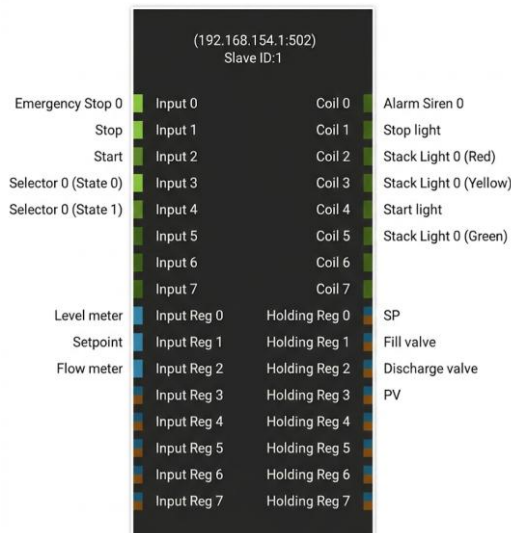 (192.168.154.1:502)
Slave ID:1
Emergency Stop 0 Input 0 Coil 0 Alarm Siren 0
Stop Input 1 Coil 1 Stop light
Start Input 2 Coil 2 Stack Light 0 (Red)
Selector 0 (State 0) Input 3 Coil 3 Stack Light 0 (Yellow)
Selector 0 (State 1) Input 4 Coil 4 Start light
Input 5 Coil 5 Stack Light 0 (Green)
Input 6 Coil 6
Input 7 Coil 7
Level meter Input Reg 0 Holding Reg 0 SP
Setpoint Input Reg 1 Holding Reg 1 Fill valve
Flow meter Input Reg 2 Holding Reg 2 Discharge valve
Input Reg 3 Holding Reg 3 PV
Input Reg 4 Holding Reg 4
Input Reg 5 Holding Reg 5
Input Reg 6 Holding Reg 6
Input Reg 7 Holding Reg 7